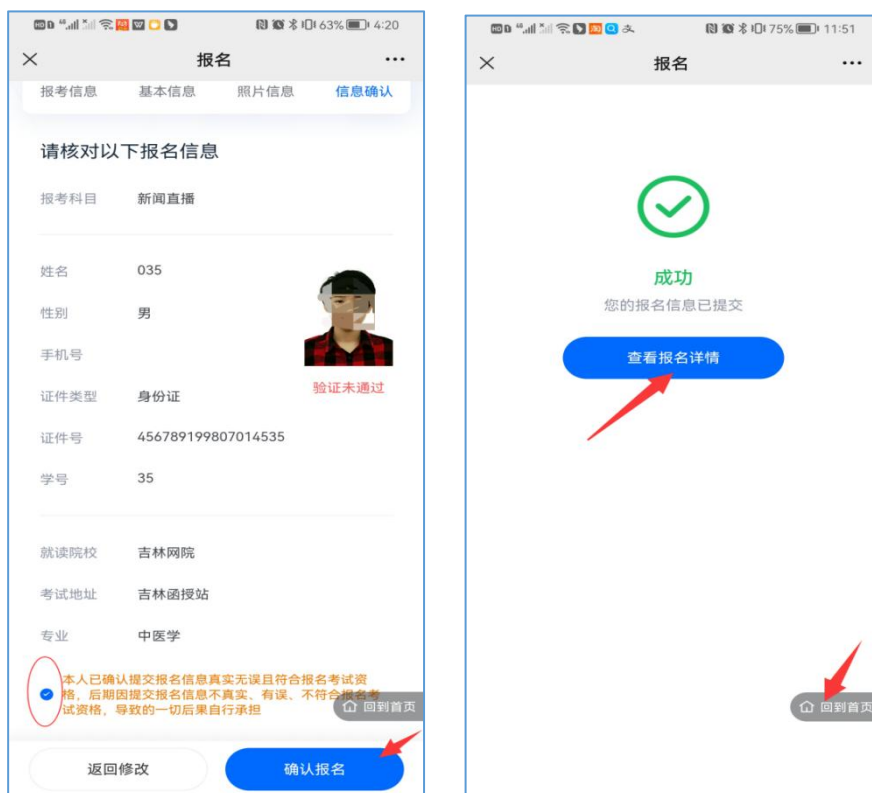 63% 4:20
报名
报考信息 基本信息 照片信息 信息确认
请核对以下报名信息
报考科目 新闻直播
姓名 035
性别 男
手机号
验证未通过
证件类型 身份证
证件号 456789199807014535
学号 35
就读院校 吉林网院
考试地址 吉林函授站
专业 中医学
本人已确认提交报名信息真实无误且符合报名考试资
格，后期因提交报名信息不真实、有误、不符合报名考
试资格，导致的一切后果自行承担
回到首页
返回修改 确认报名
75% 11:51
报名
成功
您的报名信息已提交
查看报名详情
回到首页